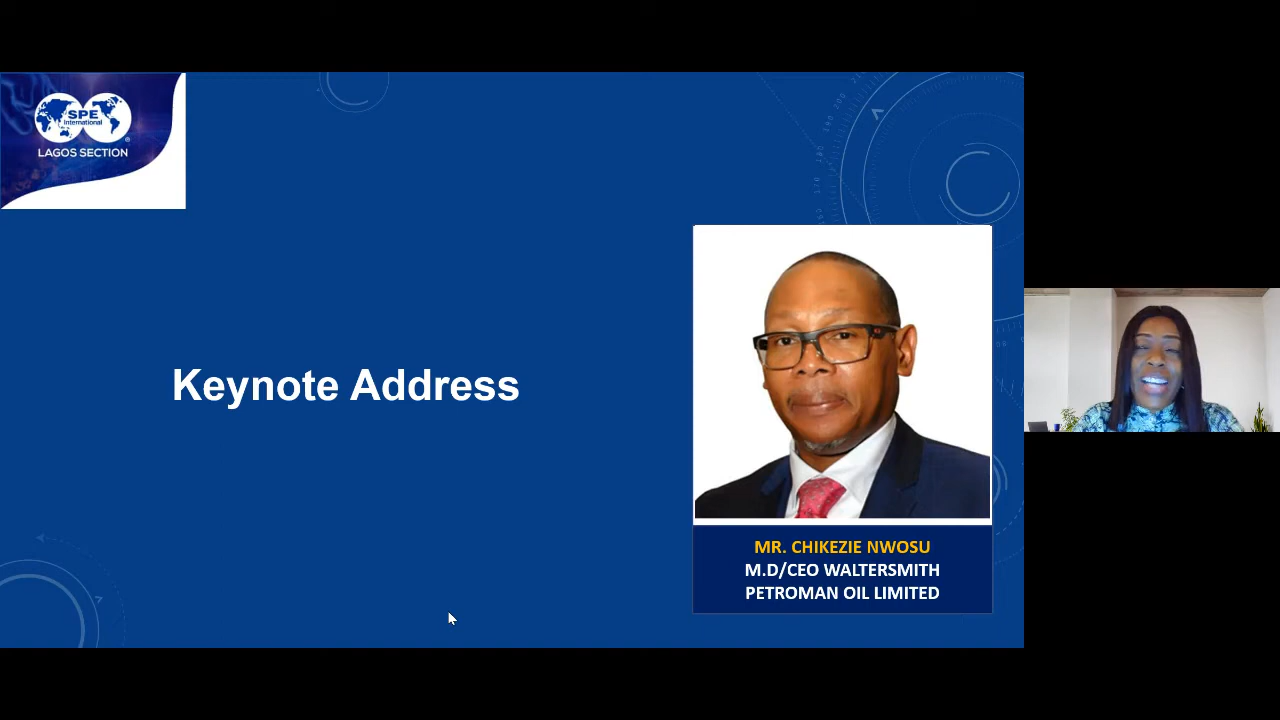 SPE
International
LAGOS SECTION
Keynote Address
MR. CHIKEZIE NWOSU
M.D/CEO WALTERSMITH
PETROMAN OIL LIMITED